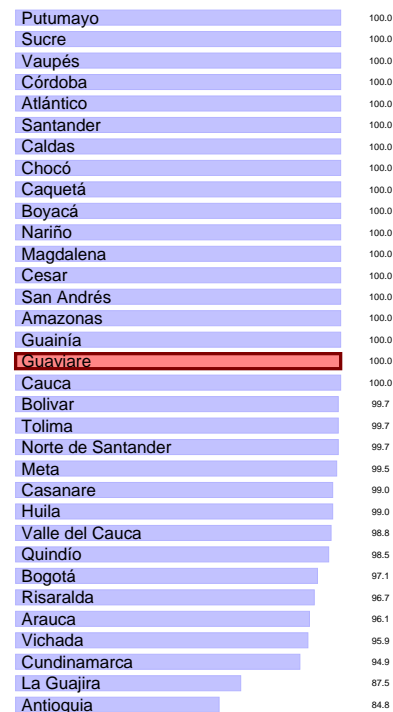 Putumayo 100.0
Sucre 100.0
Vaupés 100.0
Córdoba 100.0
Atlántico 100.0
Santander 100.0
Caldas 100.0
Chocó 100.0
Caquetá 100.0
Boyacá 100.0
Nariño 100.0
Magdalena 100.0
Cesar 100.0
San Andrés 100.0
Amazonas 100.0
Guainía 100.0
Guaviare 100.0
Cauca 100.0
Bolivar 99.7
Tolima 99.7
Norte de Santander 99.7
Meta 99.5
Casanare 99.0
Huila 99.0
Valle del Cauca 98.8
Quindío 98.5
Bogotá 97.1
Risaralda 96.7
Arauca 96.1
Vichada 95.9
Cundinamarca 94.9
La Guajira 87.5
Antioquia 84.8